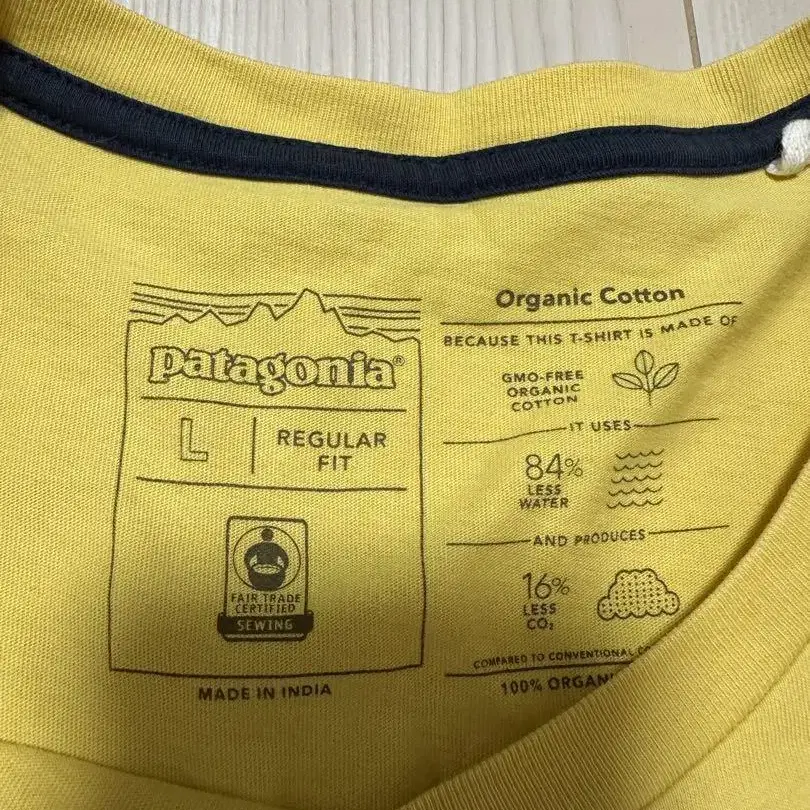 patagonia®
L
REGULAR
FIT
FAIR TRADE
CERTIFIED
SEWING
MADE IN INDIA
Organic Cotton
BECAUSE THIS T-SHIRT IS MADE OF
GMO-FREE
ORGANIC
COTTON
IT USES
84%
LESS
WATER
AND PRODUCES
16%
LESS
CO₂
COMPARED TO CONVENTIONAL
100%